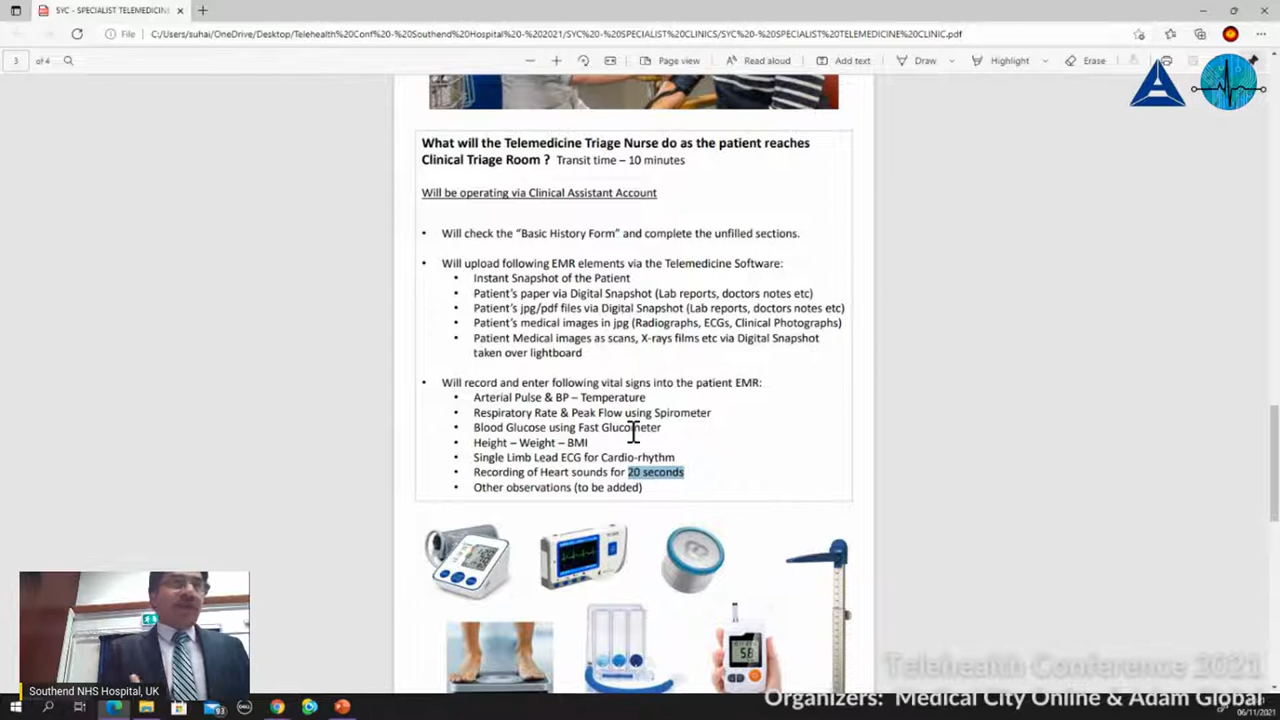 SYC - SPECIALIST TELEMEDICINE
File
C:/Users/suhai/OneDrive/Desktop/Telehealth%20Conf%20-%20Southend%20Hospital%20-%202021/SYC%20-%20SPECIALIST%20CLINICS/SYC%20-%20SPECIALIST%20TELEMEDICINE%20CLINIC.pdf
3 of 4
Page view
Read aloud
Add text
Draw
Highlight
Erase
What will the Telemedicine Triage Nurse do as the patient reaches
Clinical Triage Room ? Transit time – 10 minutes
Will be operating via Clinical Assistant Account
• Will check the “Basic History Form” and complete the unfilled sections.
• Will upload following EMR elements via the Telemedicine Software:
• Instant Snapshot of the Patient
• Patient's paper via Digital Snapshot (Lab reports, doctors notes etc)
• Patient's jpg/pdf files via Digital Snapshot (Lab reports, doctors notes etc)
• Patient's medical images in jpg (Radiographs, ECGs, Clinical Photographs)
• Patient Medical images as scans, X-rays films etc via Digital Snapshot
taken over lightboard
• Will record and enter following vital signs into the patient EMR:
• Arterial Pulse & BP – Temperature
• Respiratory Rate & Peak Flow using Spirometer
• Blood Glucose using Fast Glucometer
• Height – Weight – BMI
• Single Limb Lead ECG for Cardio-rhythm
• Recording of Heart sounds for 20 seconds
• Other observations (to be added)
58
Southend NHS Hospital, UK
Telehealth Conference 2021
Organizers: Medical City Online & Adam Global
93
DELL
06/11/2021